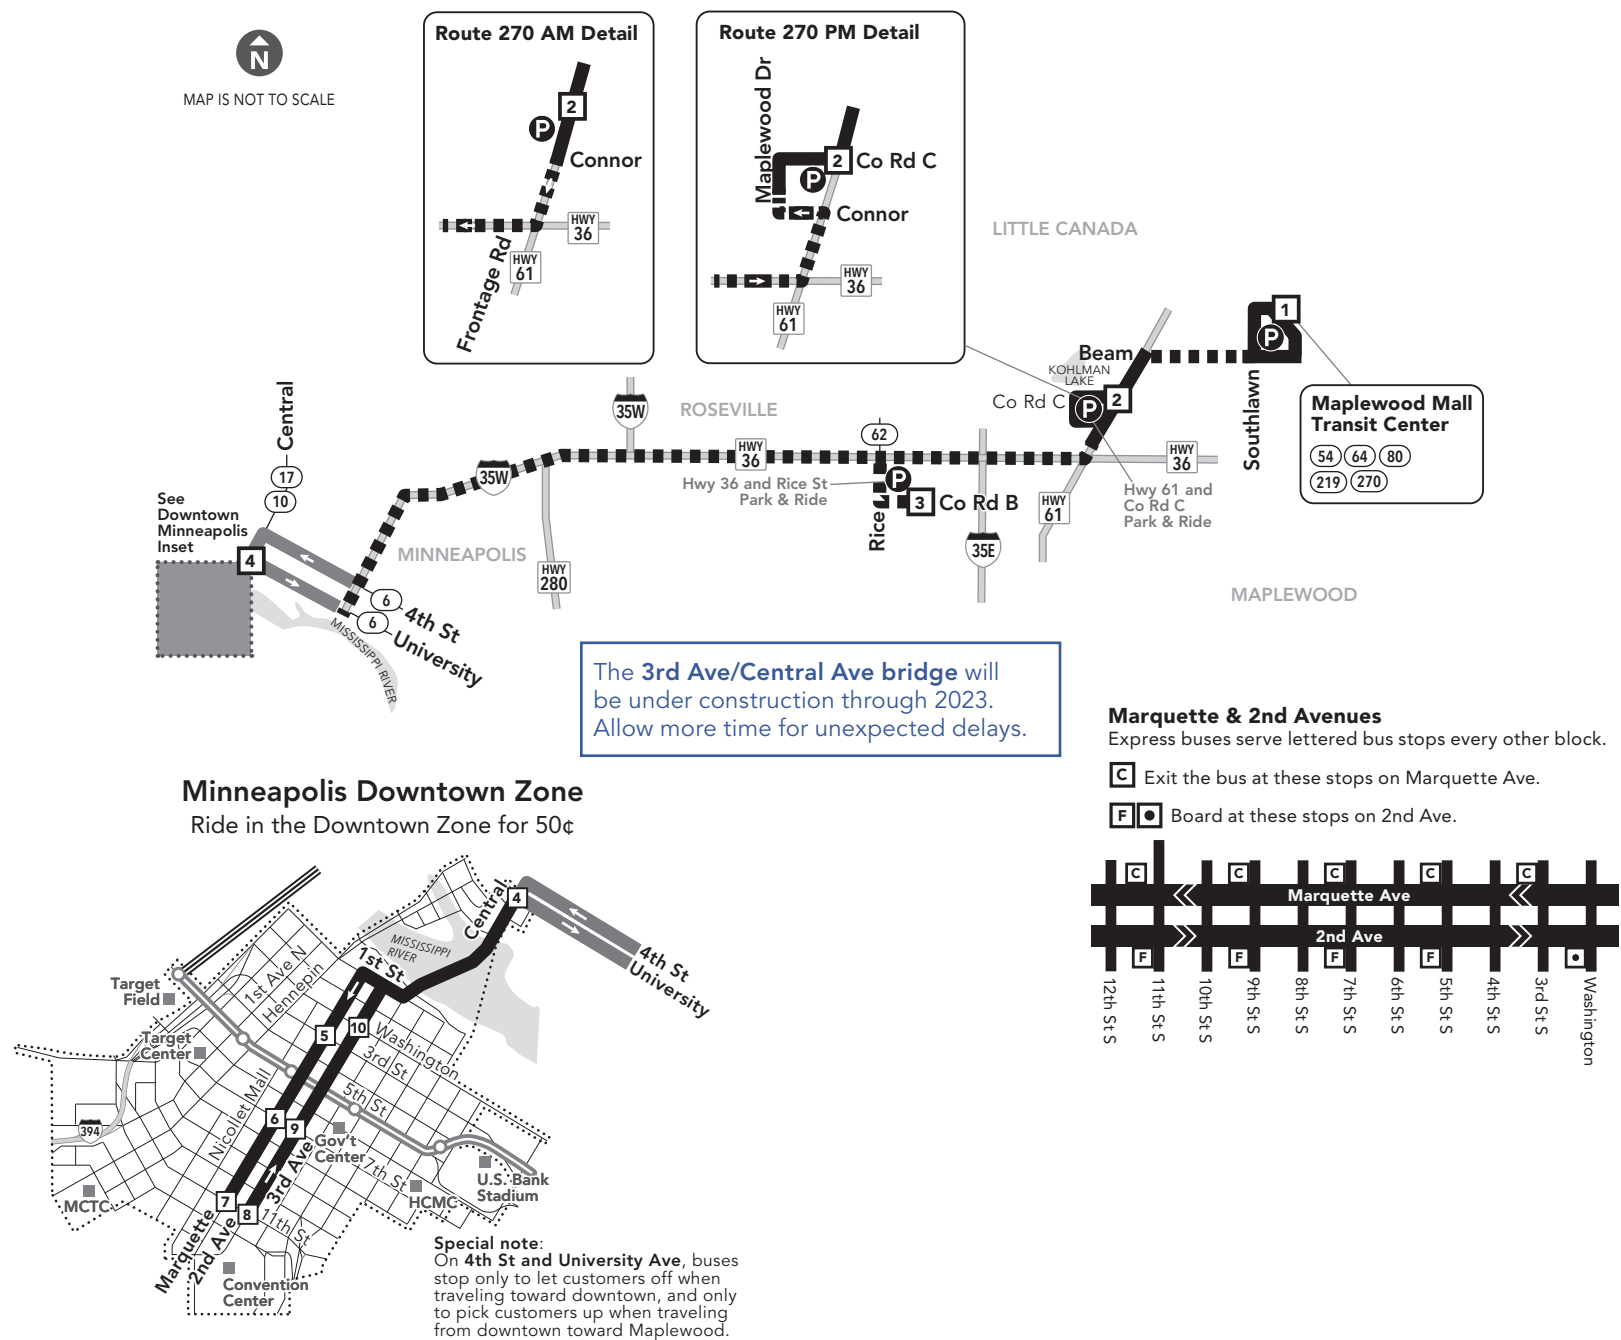 N
MAP IS NOT TO SCALE
Route 270 AM Detail
2
P
Connor
HWY
36
HWY
61
Frontage Rd
Route 270 PM Detail
Maplewood Dr
2
Co Rd C
P
Connor
HWY
36
HWY
61
LITTLE CANADA
1
P
Beam
KOHLMAN
LAKE
Co Rd C
P
2
Southlawn
Maplewood Mall
Transit Center
54
64
80
219
270
Central
17
10
35W
ROSEVILLE
62
HWY
36
HWY
36
35W
P
Hwy 36 and Rice St
Park & Ride
3
Co Rd B
Rice
HWY
61
Hwy 61 and
Co Rd C
Park & Ride
35E
See
Downtown
Minneapolis
Inset
4
MINNEAPOLIS
HWY
280
6
4th St
6
University
MISSISSIPPI RIVER
MAPLEWOOD
The 3rd Ave/Central Ave bridge will
be under construction through 2023.
Allow more time for unexpected delays.
Marquette & 2nd Avenues
Express buses serve lettered bus stops every other block.
C Exit the bus at these stops on Marquette Ave.
F Board at these stops on 2nd Ave.
C C C C C
Marquette Ave
2nd Ave
F F F F
12th St S
11th St S
10th St S
9th St S
8th St S
7th St S
6th St S
5th St S
4th St S
3rd St S
Washington
Minneapolis Downtown Zone
Ride in the Downtown Zone for 50¢
Central
4
4th St
University
MISSISSIPPI
RIVER
1st St
1st Ave N
Hennepin
Target
Field
Target
Center
5
10
Washington
3rd St
5th St
Nicollet Mall
394
6
9
Gov't
Center
7th St
3rd Ave
U.S. Bank
Stadium
HCMC
MCTC
7
8
11th St
Marquette
2nd Ave
Convention
Center
Special note:
On 4th St and University Ave, buses
stop only to let customers off when
traveling toward downtown, and only
to pick customers up when traveling
from downtown toward Maplewood.